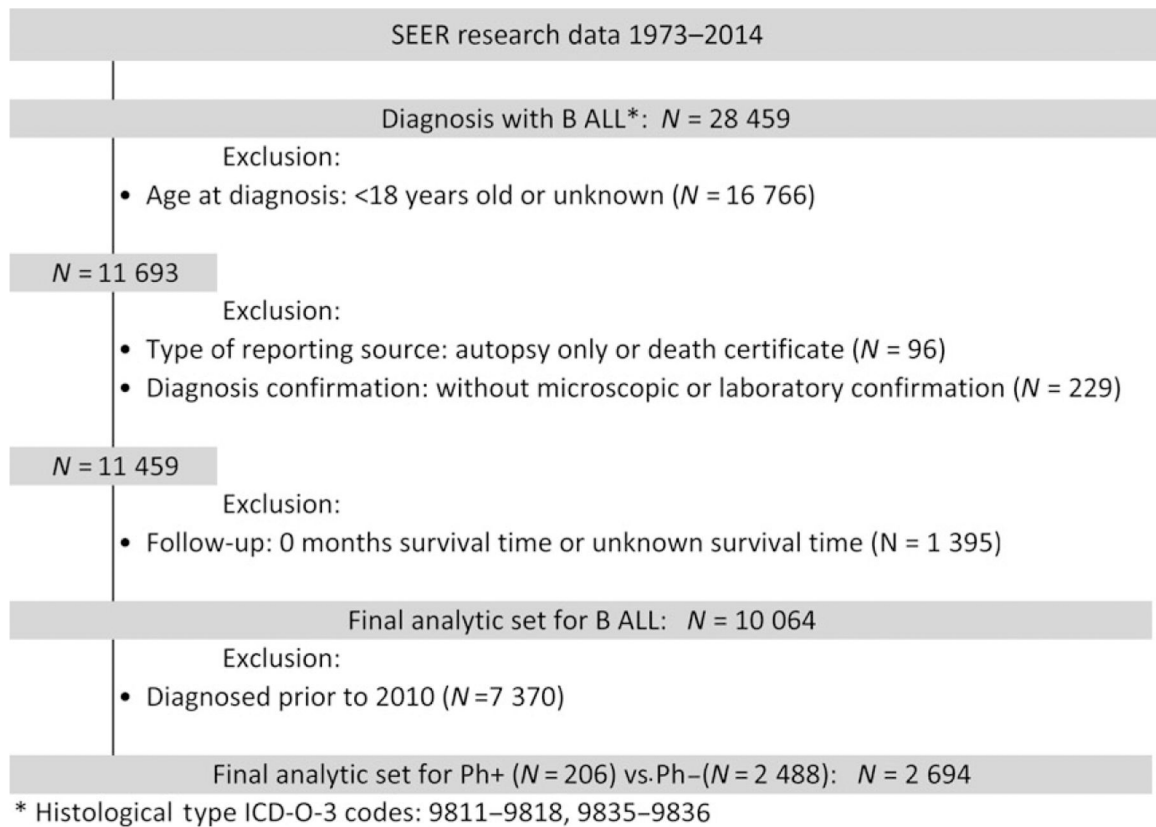 SEER research data 1973–2014
Diagnosis with B ALL*: N = 28 459
Exclusion:
• Age at diagnosis: <18 years old or unknown (N = 16 766)
N = 11 693
Exclusion:
• Type of reporting source: autopsy only or death certificate (N = 96)
• Diagnosis confirmation: without microscopic or laboratory confirmation (N = 229)
N = 11 459
Exclusion:
• Follow-up: 0 months survival time or unknown survival time (N = 1 395)
Final analytic set for B ALL: N = 10 064
Exclusion:
• Diagnosed prior to 2010 (N =7 370)
Final analytic set for Ph+ (N = 206) vs.Ph–(N = 2 488): N = 2 694
* Histological type ICD-O-3 codes: 9811–9818, 9835–9836